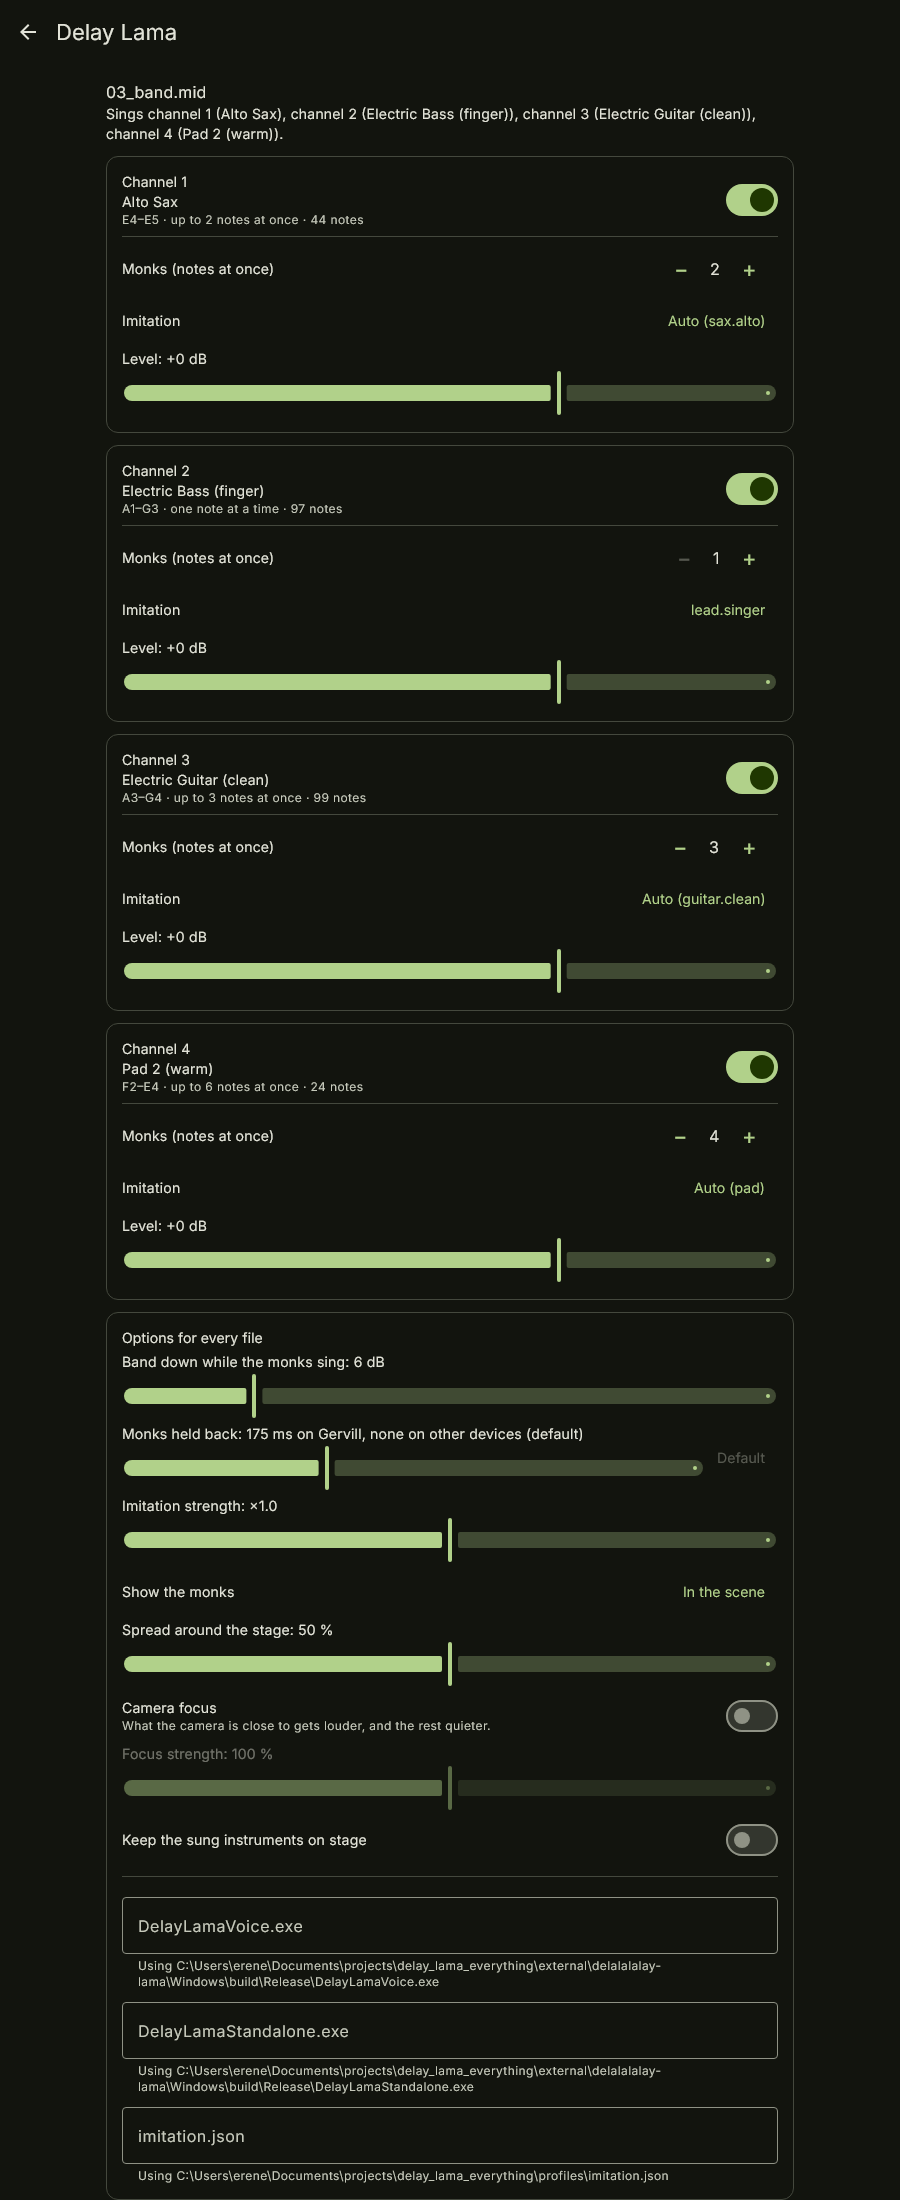 Delay Lama
03_band.mid
Sings channel 1 (Alto Sax), channel 2 (Electric Bass (finger)), channel 3 (Electric Guitar (clean)),
channel 4 (Pad 2 (warm)).
Channel 1
Alto Sax
E4–E5 · up to 2 notes at once · 44 notes
Monks (notes at once)
− 2 +
Imitation
Auto (sax.alto)
Level: +0 dB
Channel 2
Electric Bass (finger)
A1–G3 · one note at a time · 97 notes
Monks (notes at once)
− 1 +
Imitation
lead.singer
Level: +0 dB
Channel 3
Electric Guitar (clean)
A3–G4 · up to 3 notes at once · 99 notes
Monks (notes at once)
− 3 +
Imitation
Auto (guitar.clean)
Level: +0 dB
Channel 4
Pad 2 (warm)
F2–E4 · up to 6 notes at once · 24 notes
Monks (notes at once)
− 4 +
Imitation
Auto (pad)
Level: +0 dB
Options for every file
Band down while the monks sing: 6 dB
Monks held back: 175 ms on Gervill, none on other devices (default)
Default
Imitation strength: ×1.0
Show the monks
In the scene
Spread around the stage: 50 %
Camera focus
What the camera is close to gets louder, and the rest quieter.
Focus strength: 100 %
Keep the sung instruments on stage
DelayLamaVoice.exe
Using C:\Users\erene\Documents\projects\delay_lama_everything\external\delalalalay-
lama\Windows\build\Release\DelayLamaVoice.exe
DelayLamaStandalone.exe
Using C:\Users\erene\Documents\projects\delay_lama_everything\external\delalalalay-
lama\Windows\build\Release\DelayLamaStandalone.exe
imitation.json
Using C:\Users\erene\Documents\projects\delay_lama_everything\profiles\imitation.json